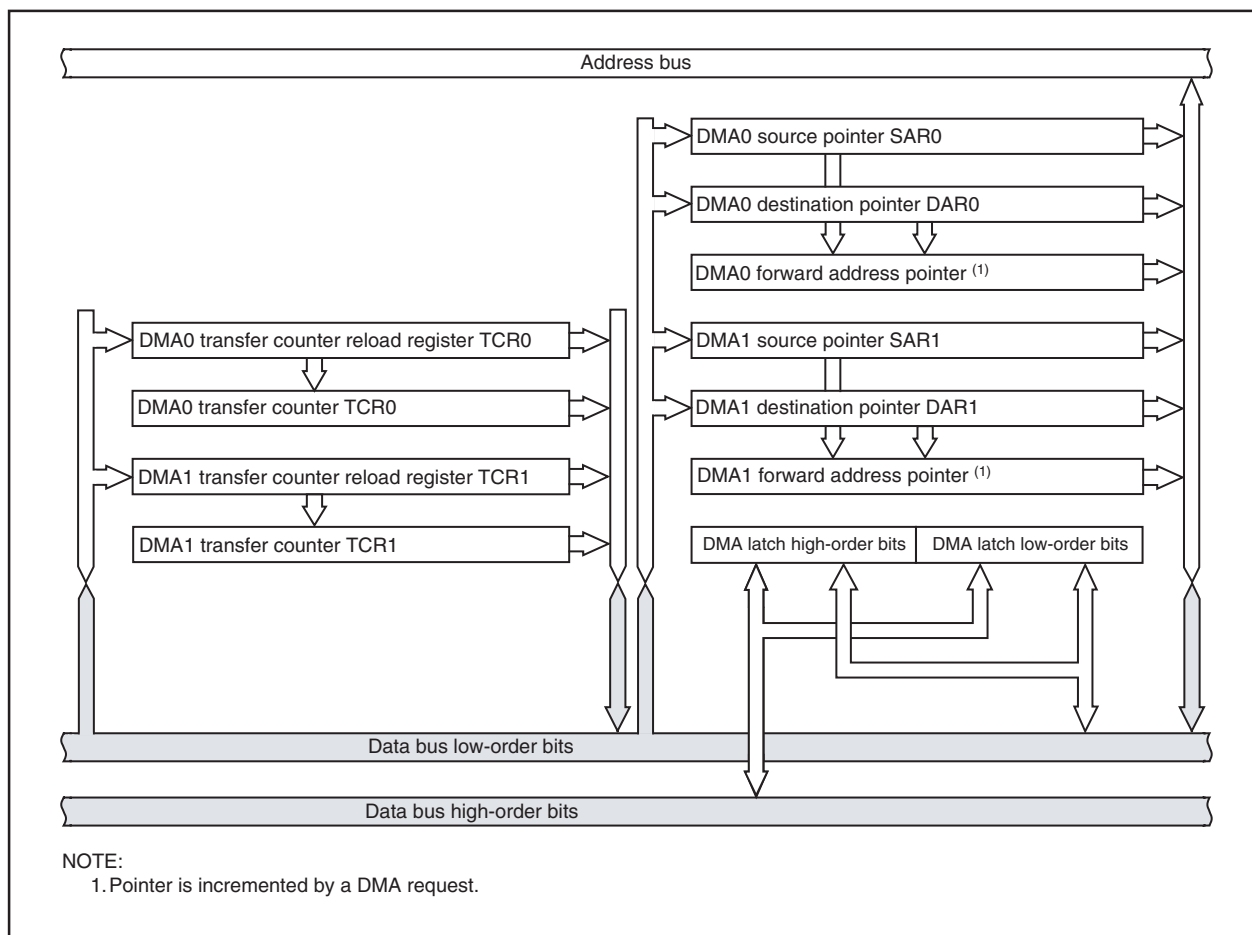 Address bus
DMA0 source pointer SAR0
DMA0 destination pointer DAR0
DMA0 forward address pointer (1)
DMA0 transfer counter reload register TCR0
DMA0 transfer counter TCR0
DMA1 transfer counter reload register TCR1
DMA1 transfer counter TCR1
DMA1 source pointer SAR1
DMA1 destination pointer DAR1
DMA1 forward address pointer (1)
DMA latch high-order bits
DMA latch low-order bits
Data bus low-order bits
Data bus high-order bits
NOTE:
1. Pointer is incremented by a DMA request.